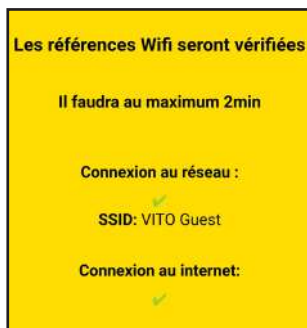 Les références Wifi seront vérifiées
Il faudra au maximum 2min
Connexion au réseau :
✔
SSID: VITO Guest
Connexion au internet:
✔